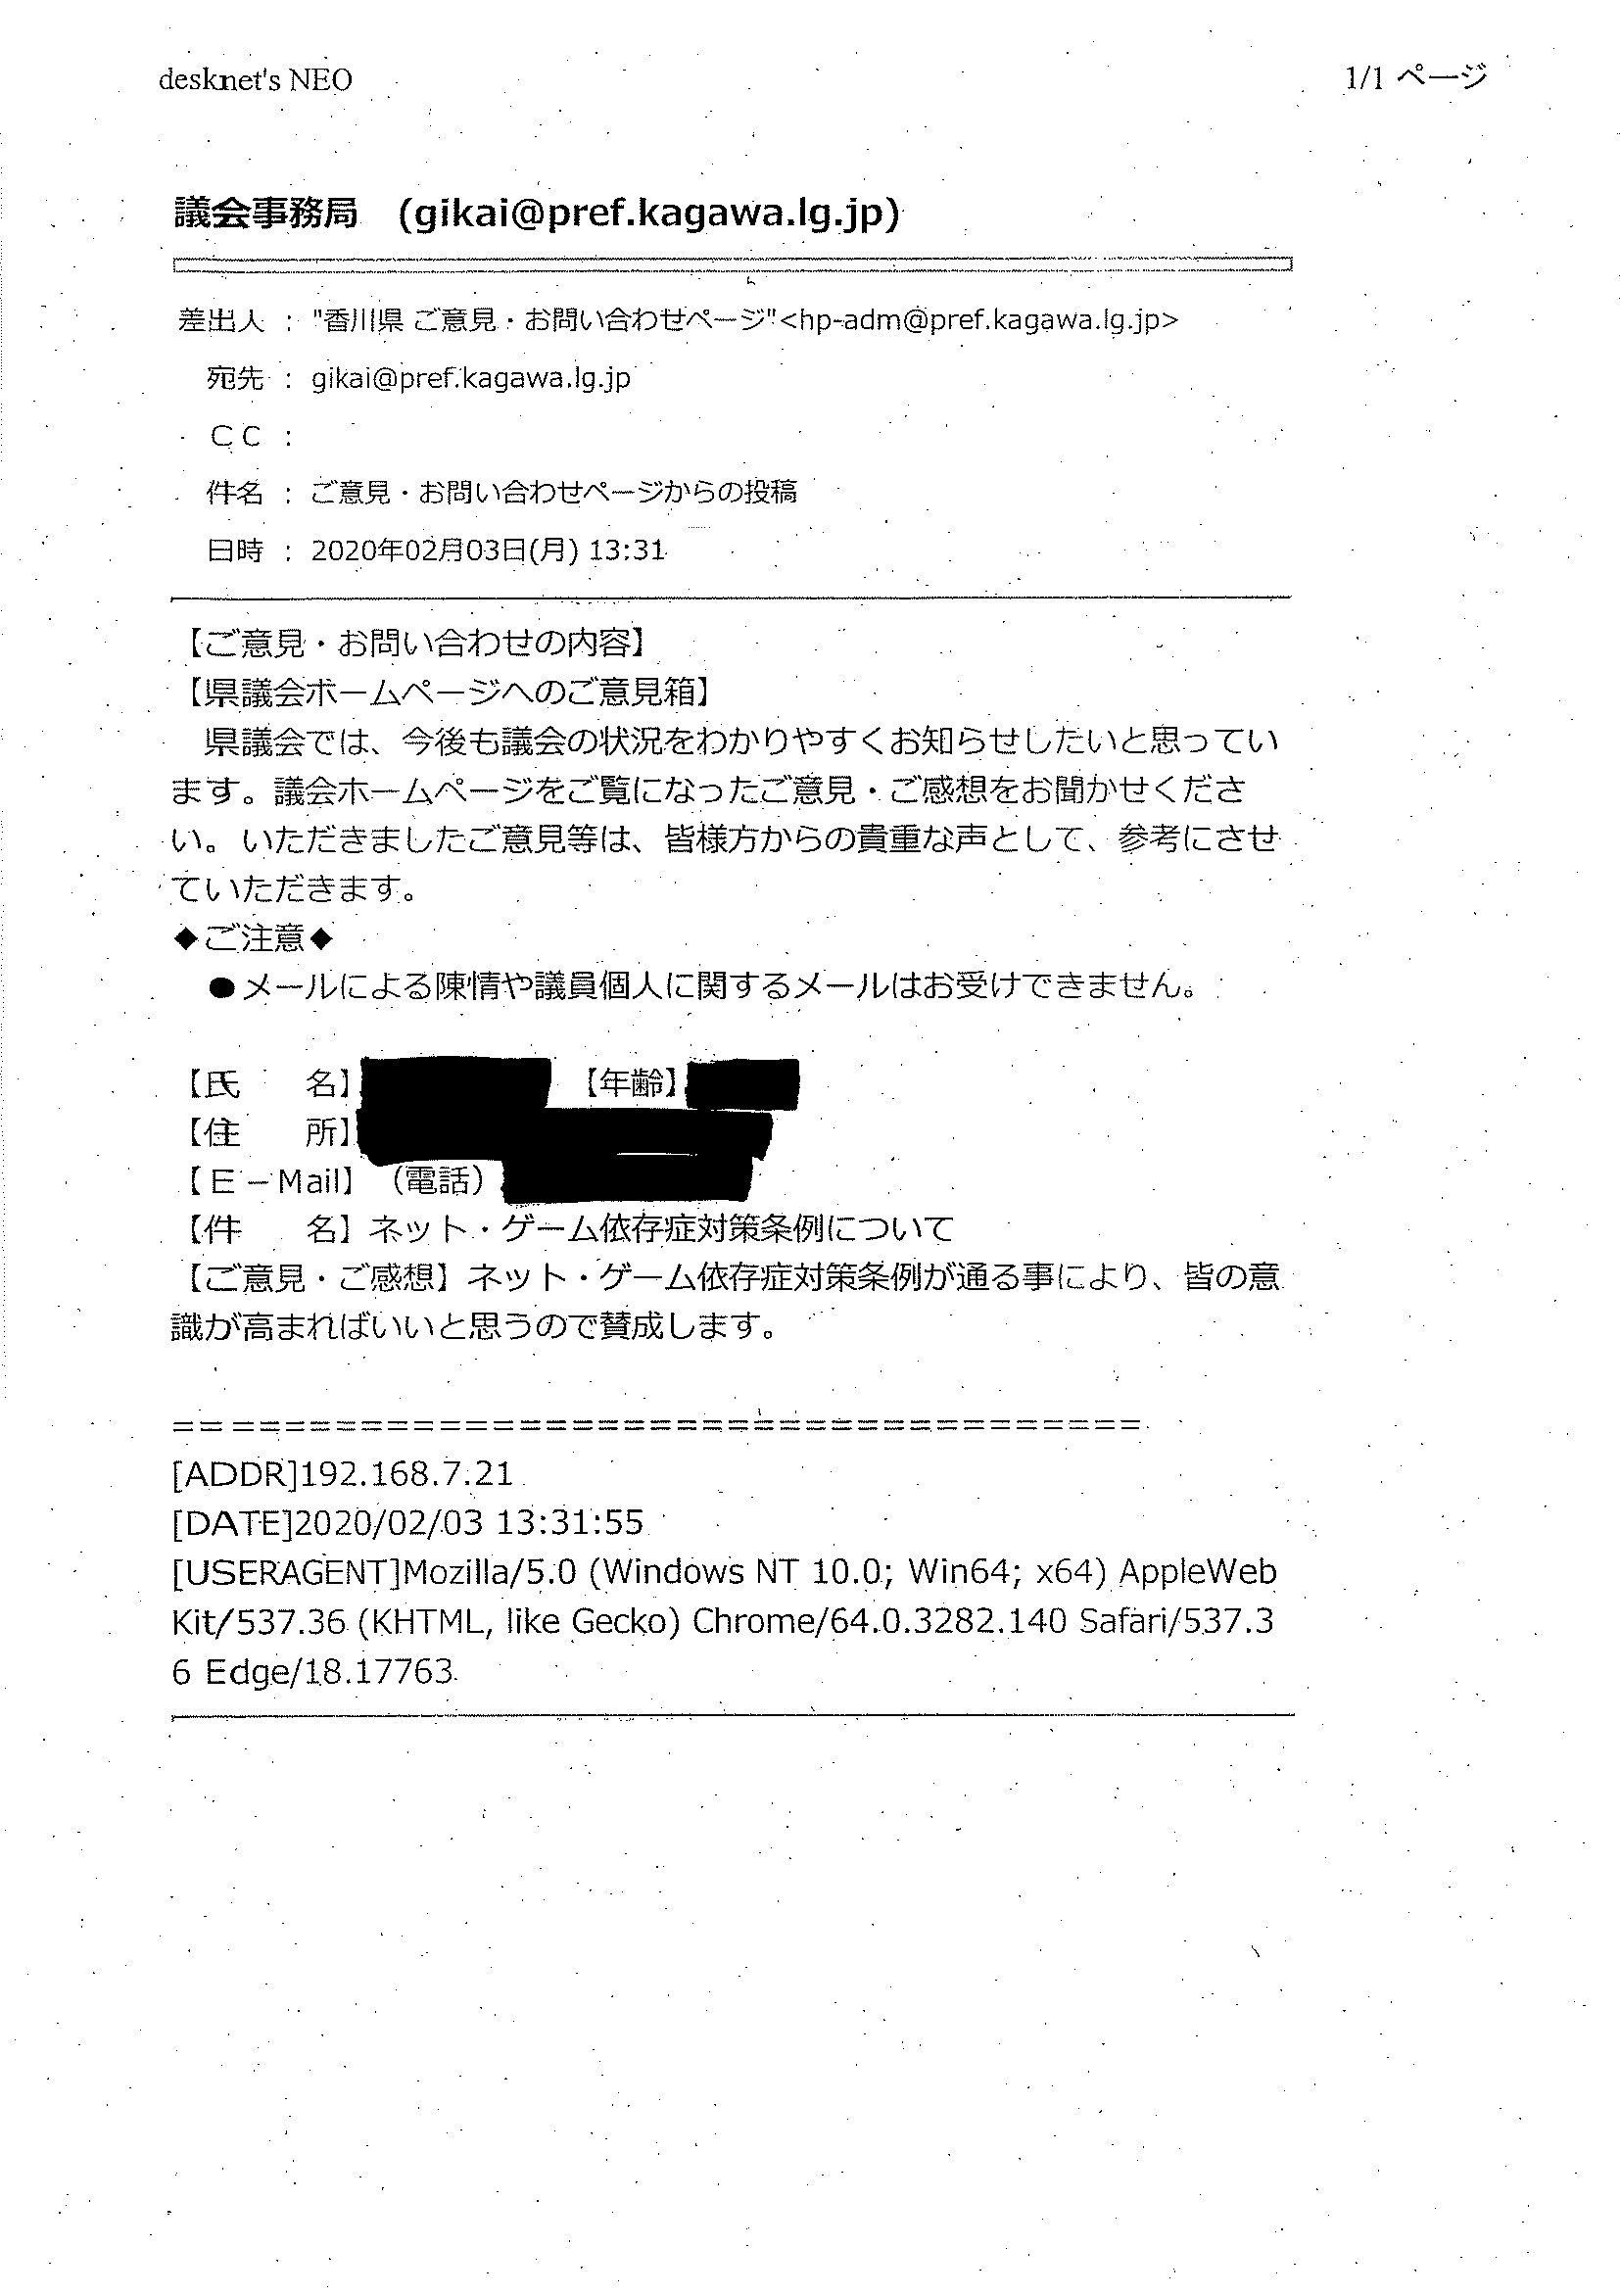 desknet's NEO
1/1 ページ
議会事務局　(gikai@pref.kagawa.lg.jp)
差出人 ： "香川県 ご意見・お問い合わせページ"<hp-adm@pref.kagawa.lg.jp>
宛先 ： gikai@pref.kagawa.lg.jp
ＣＣ ：
件名 ： ご意見・お問い合わせページからの投稿
日時 ： 2020年02月03日(月) 13:31
【ご意見・お問い合わせの内容】
【県議会ホームページへのご意見箱】
　県議会では、今後も議会の状況をわかりやすくお知らせしたいと思ってい
ます。議会ホームページをご覧になったご意見・ご感想をお聞かせくださ
い。いただきましたご意見等は、皆様方からの貴重な声として、参考にさせ
ていただきます。
◆ご注意◆
　●メールによる陳情や議員個人に関するメールはお受けできません。
【氏　　名】　【年齢】
【住　　所】
【Ｅ－Mail】（電話）
【件　　名】ネット・ゲーム依存症対策条例について
【ご意見・ご感想】ネット・ゲーム依存症対策条例が通る事により、皆の意
識が高まればいいと思うので賛成します。
=====================================
[ADDR]192.168.7.21
[DATE]2020/02/03 13:31:55
[USERAGENT]Mozilla/5.0 (Windows NT 10.0; Win64; x64) AppleWeb
Kit/537.36 (KHTML, like Gecko) Chrome/64.0.3282.140 Safari/537.3
6 Edge/18.17763